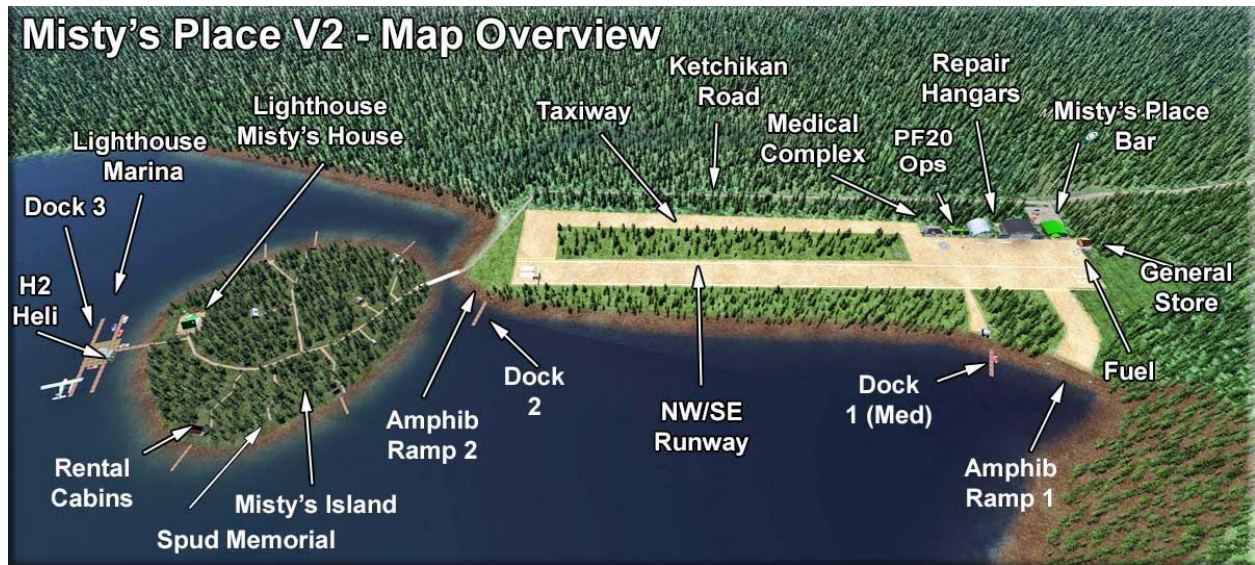 Misty's Place V2 - Map Overview
Ketchikan
Road
Repair
Hangars
Lighthouse
Misty's House
Taxiway
Medical
Complex
PF20
Ops
Misty's Place
Bar
Lighthouse
Marina
Dock 3
H2
Heli
General
Store
Fuel
Dock
2
Dock
1 (Med)
NW/SE
Runway
Amphib
Ramp 2
Amphib
Ramp 1
Rental
Cabins
Misty's Island
Spud Memorial